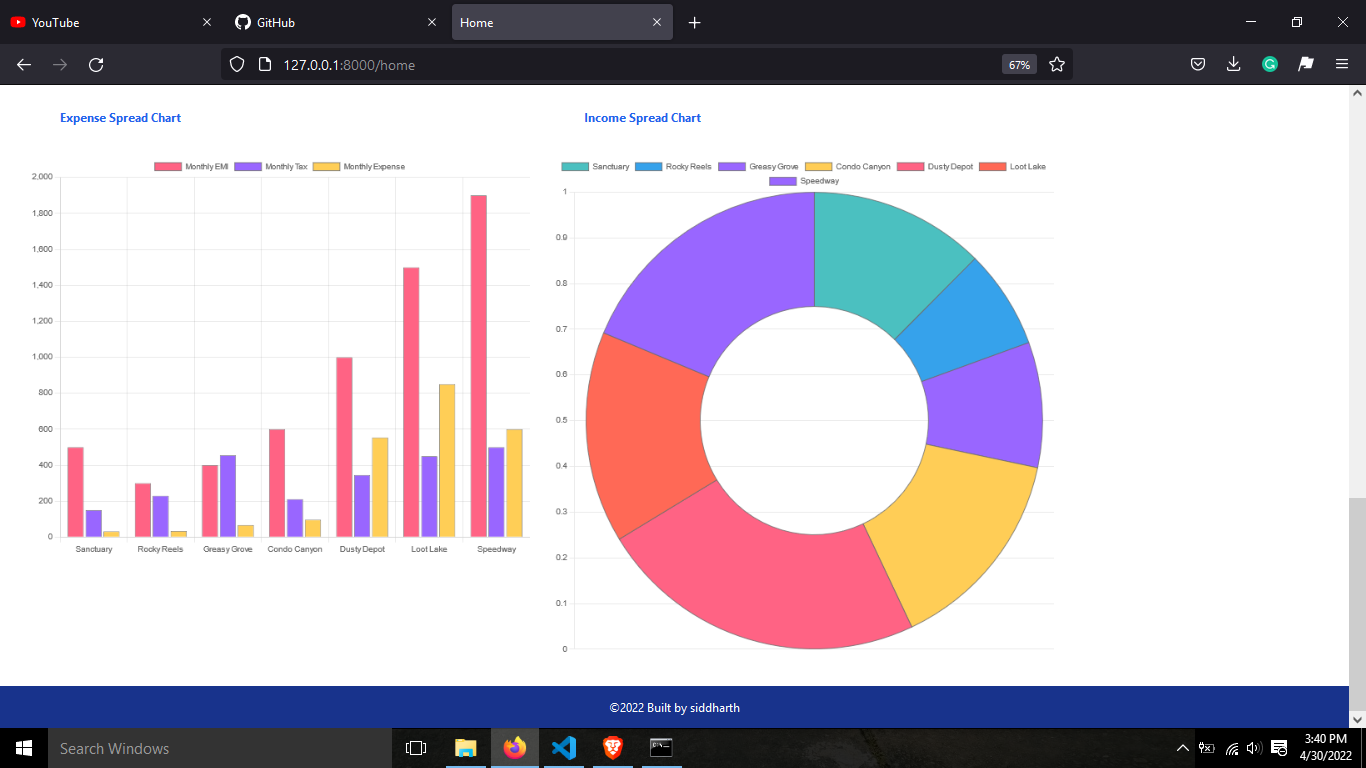 YouTube
GitHub
Home
127.0.0.1:8000/home
67%
Expense Spread Chart
Income Spread Chart
Monthly EMI Monthly Tax Monthly Expense
2,000
1,800
1,600
1,400
1,200
1,000
800
600
400
200
0
Sanctuary Rocky Reels Greasy Grove Condo Canyon Dusty Depot Loot Lake Speedway
Sanctuary Rocky Reels Greasy Grove Condo Canyon Dusty Depot Loot Lake
Speedway
1
0.9
0.8
0.7
0.6
0.5
0.4
0.3
0.2
0.1
0
©2022 Built by siddharth
Search Windows
3:40 PM
4/30/2022